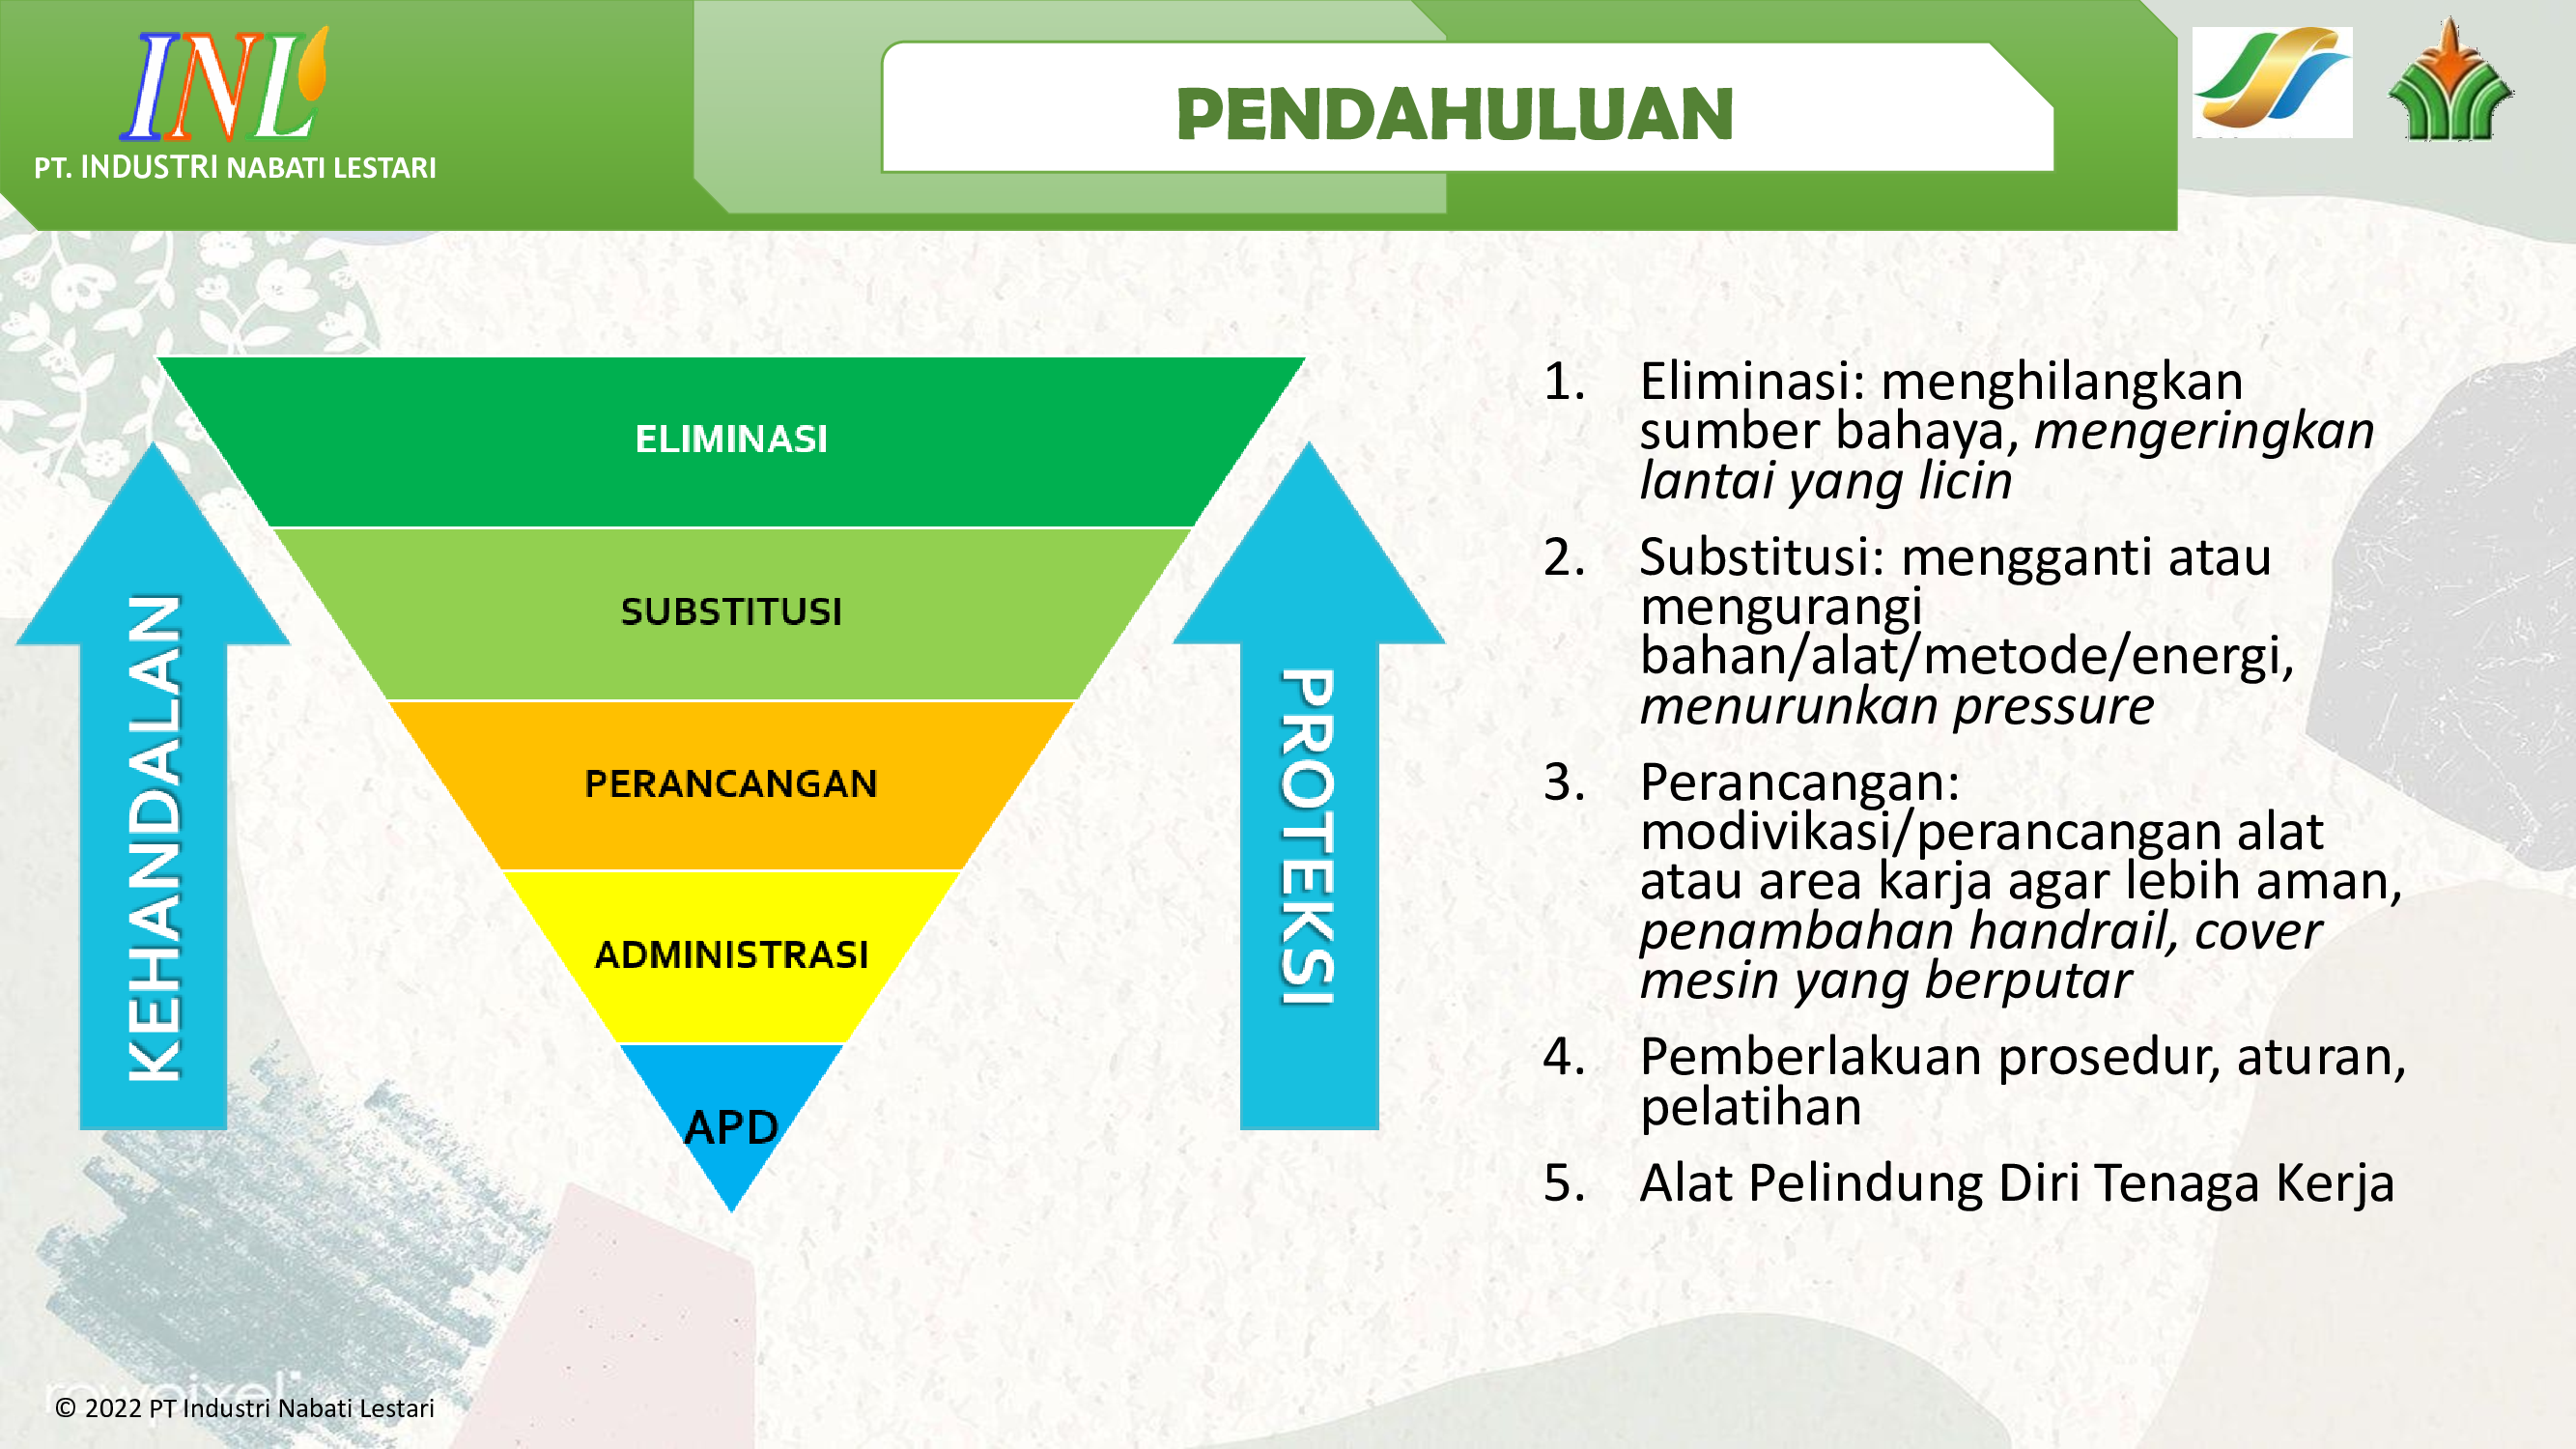 INL
PT. INDUSTRI NABATI LESTARI
PENDAHULUAN
KEHANDALAN
ELIMINASI
SUBSTITUSI
PERANCANGAN
ADMINISTRASI
APD
PROTEKSI
1. Eliminasi: menghilangkan
sumber bahaya, mengeringkan
lantai yang licin
2. Substitusi: mengganti atau
mengurangi
bahan/alat/metode/energi,
menurunkan pressure
3. Perancangan:
modivikasi/perancangan alat
atau area karja agar lebih aman,
penambahan handrail, cover
mesin yang berputar
4. Pemberlakuan prosedur, aturan,
pelatihan
5. Alat Pelindung Diri Tenaga Kerja
rawpixel
© 2022 PT Industri Nabati Lestari